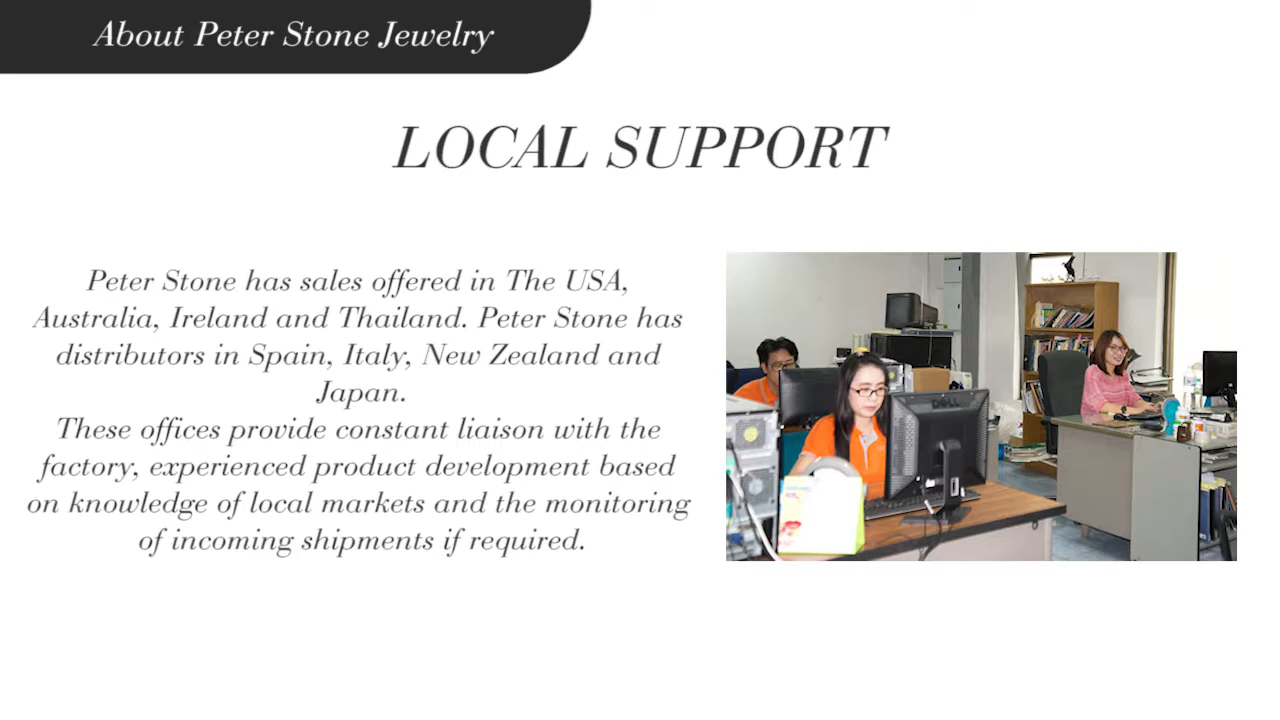 About Peter Stone Jewelry
LOCAL SUPPORT
Peter Stone has sales offered in The USA,
Australia, Ireland and Thailand. Peter Stone has
distributors in Spain, Italy, New Zealand and
Japan.
These offices provide constant liaison with the
factory, experienced product development based
on knowledge of local markets and the monitoring
of incoming shipments if required.
DELL